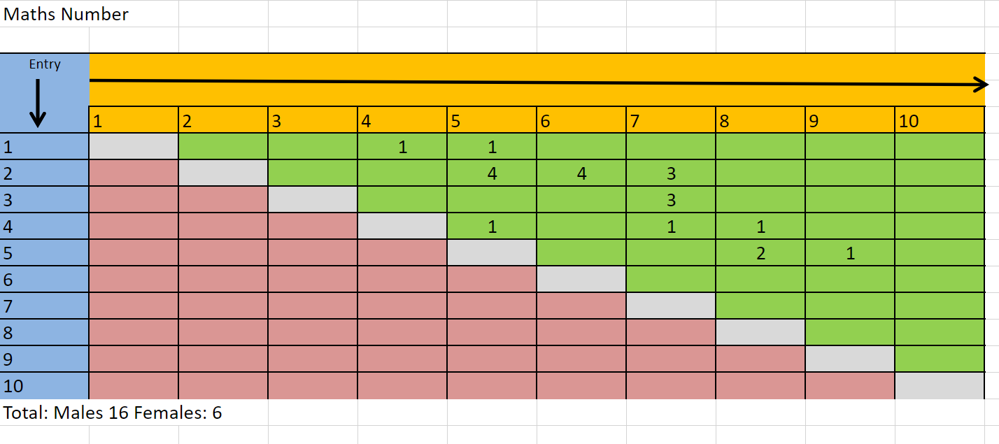 Maths Number
Entry
1 2 3 4 5 6 7 8 9 10
1 1 1
2 4 4 3
3 3
4 1 1 1
5 2 1
6
7
8
9
10
Total: Males 16 Females: 6